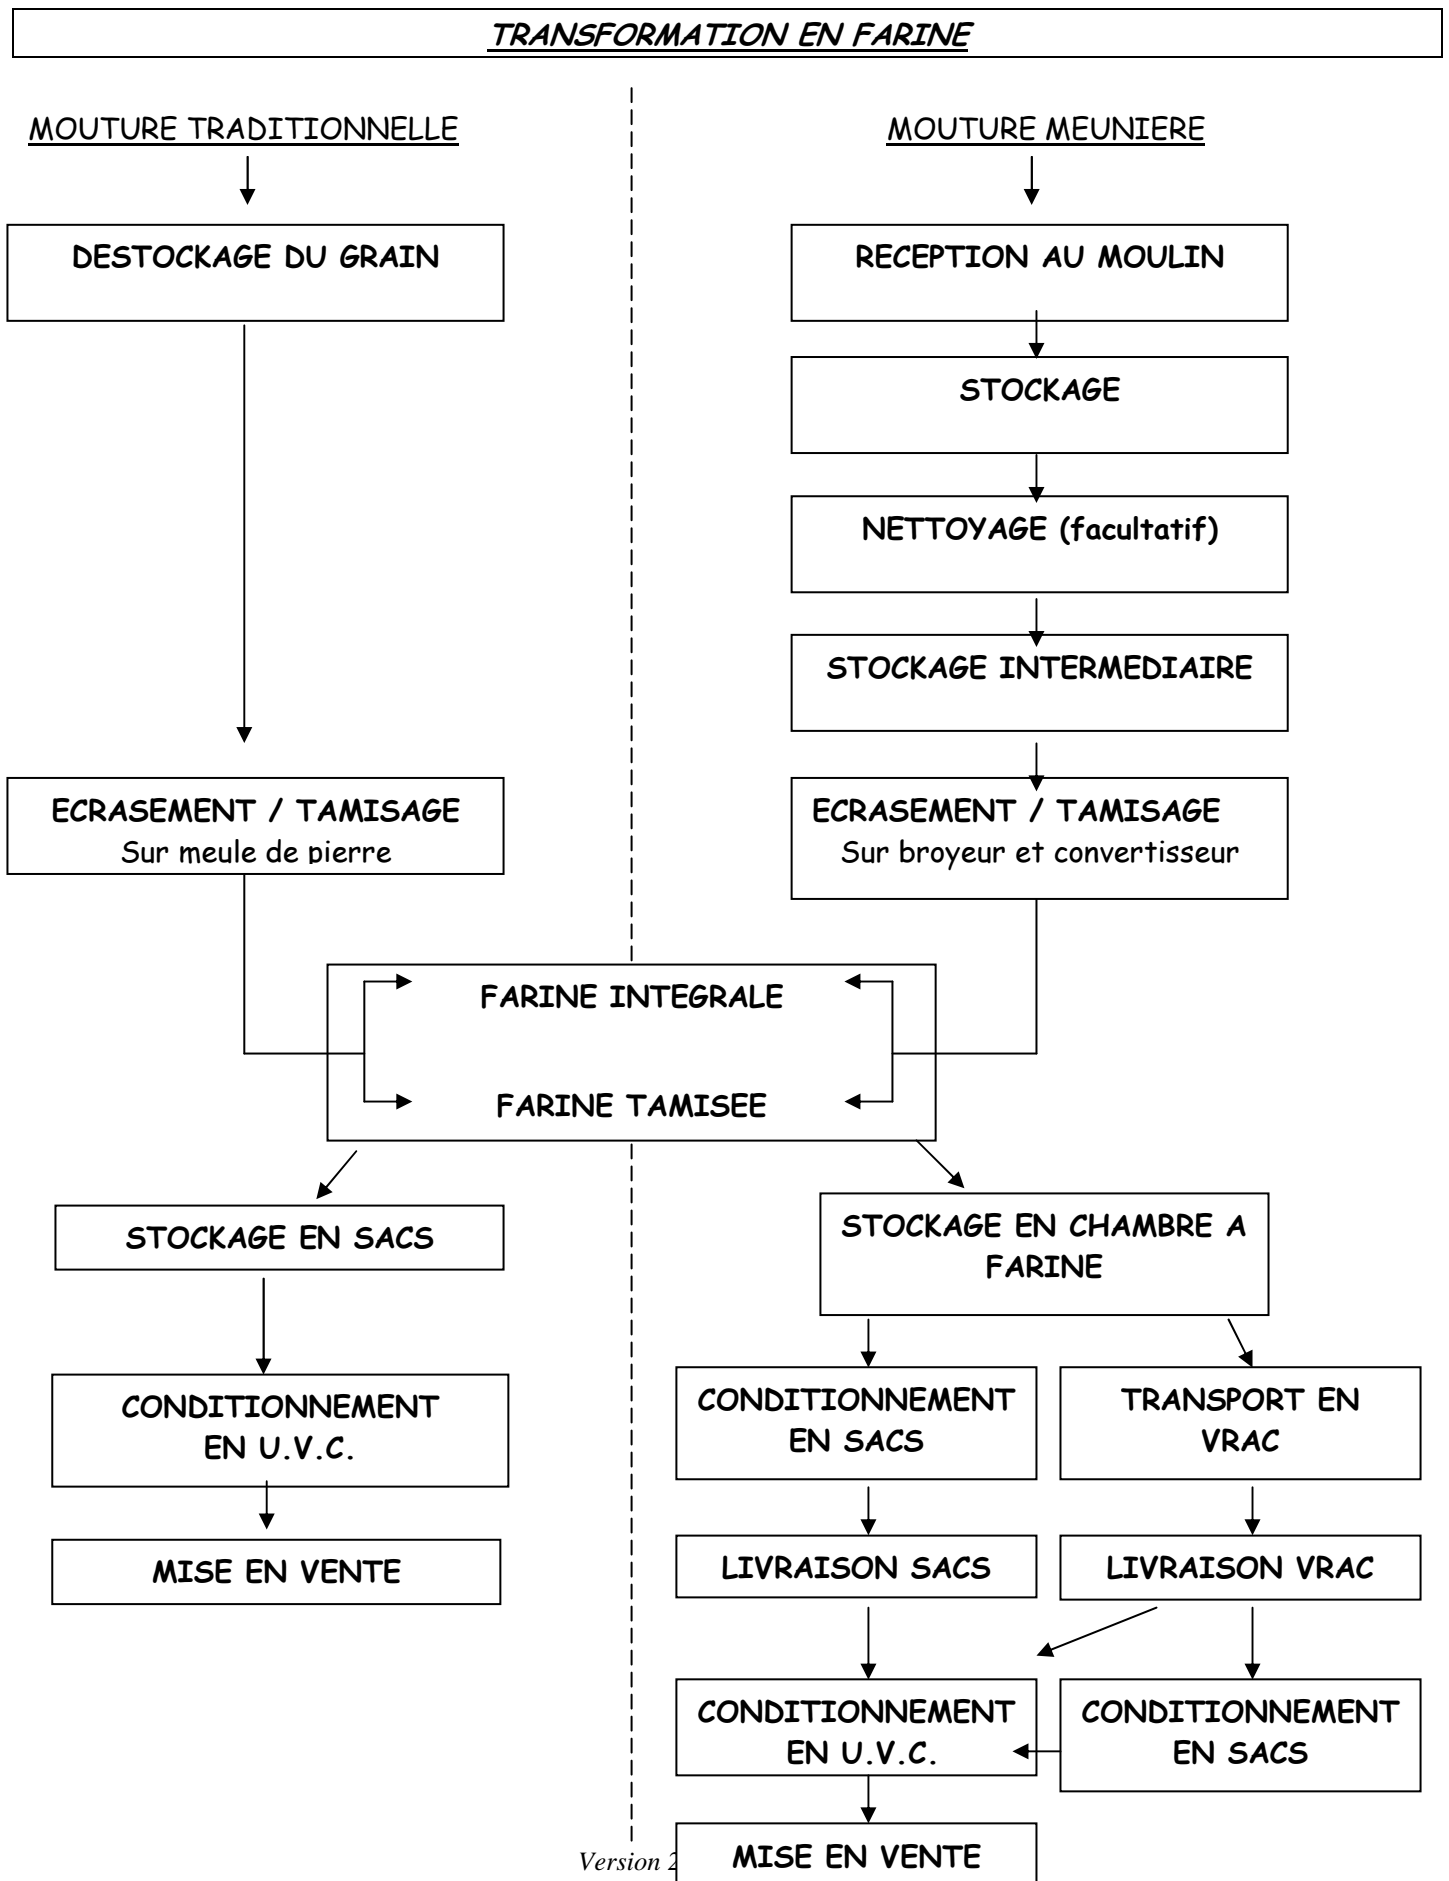 TRANSFORMATION EN FARINE
MOUTURE TRADITIONNELLE
MOUTURE MEUNIERE
DESTOCKAGE DU GRAIN
RECEPTION AU MOULIN
STOCKAGE
NETTOYAGE (facultatif)
STOCKAGE INTERMEDIAIRE
ECRASEMENT / TAMISAGE
Sur meule de pierre
ECRASEMENT / TAMISAGE
Sur broyeur et convertisseur
FARINE INTEGRALE
FARINE TAMISEE
STOCKAGE EN SACS
STOCKAGE EN CHAMBRE A
FARINE
CONDITIONNEMENT
EN U.V.C.
CONDITIONNEMENT
EN SACS
TRANSPORT EN
VRAC
MISE EN VENTE
LIVRAISON SACS
LIVRAISON VRAC
CONDITIONNEMENT
EN U.V.C.
CONDITIONNEMENT
EN SACS
MISE EN VENTE
Version 2